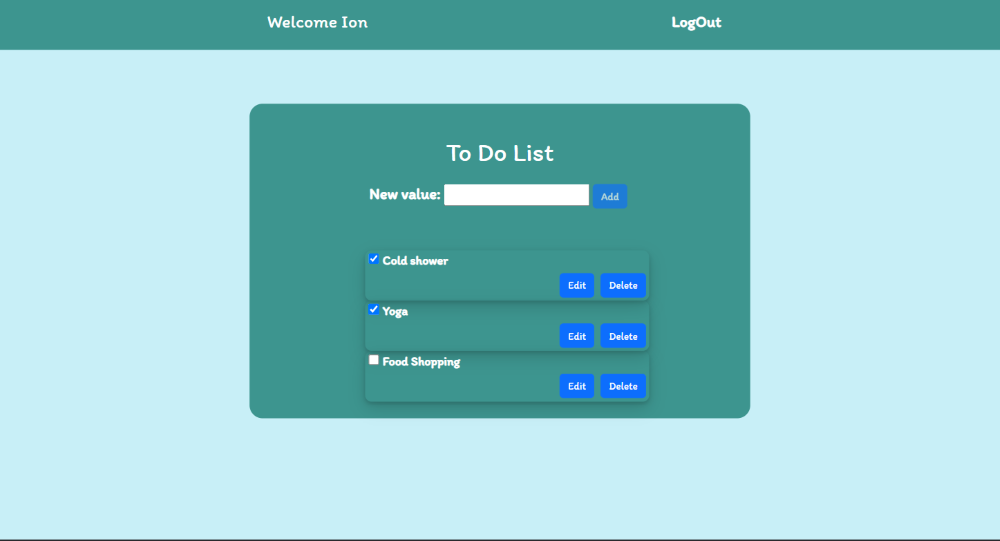 Welcome Ion LogOut
To Do List
New value: Add
Cold shower
Edit Delete
Yoga
Edit Delete
Food Shopping
Edit Delete